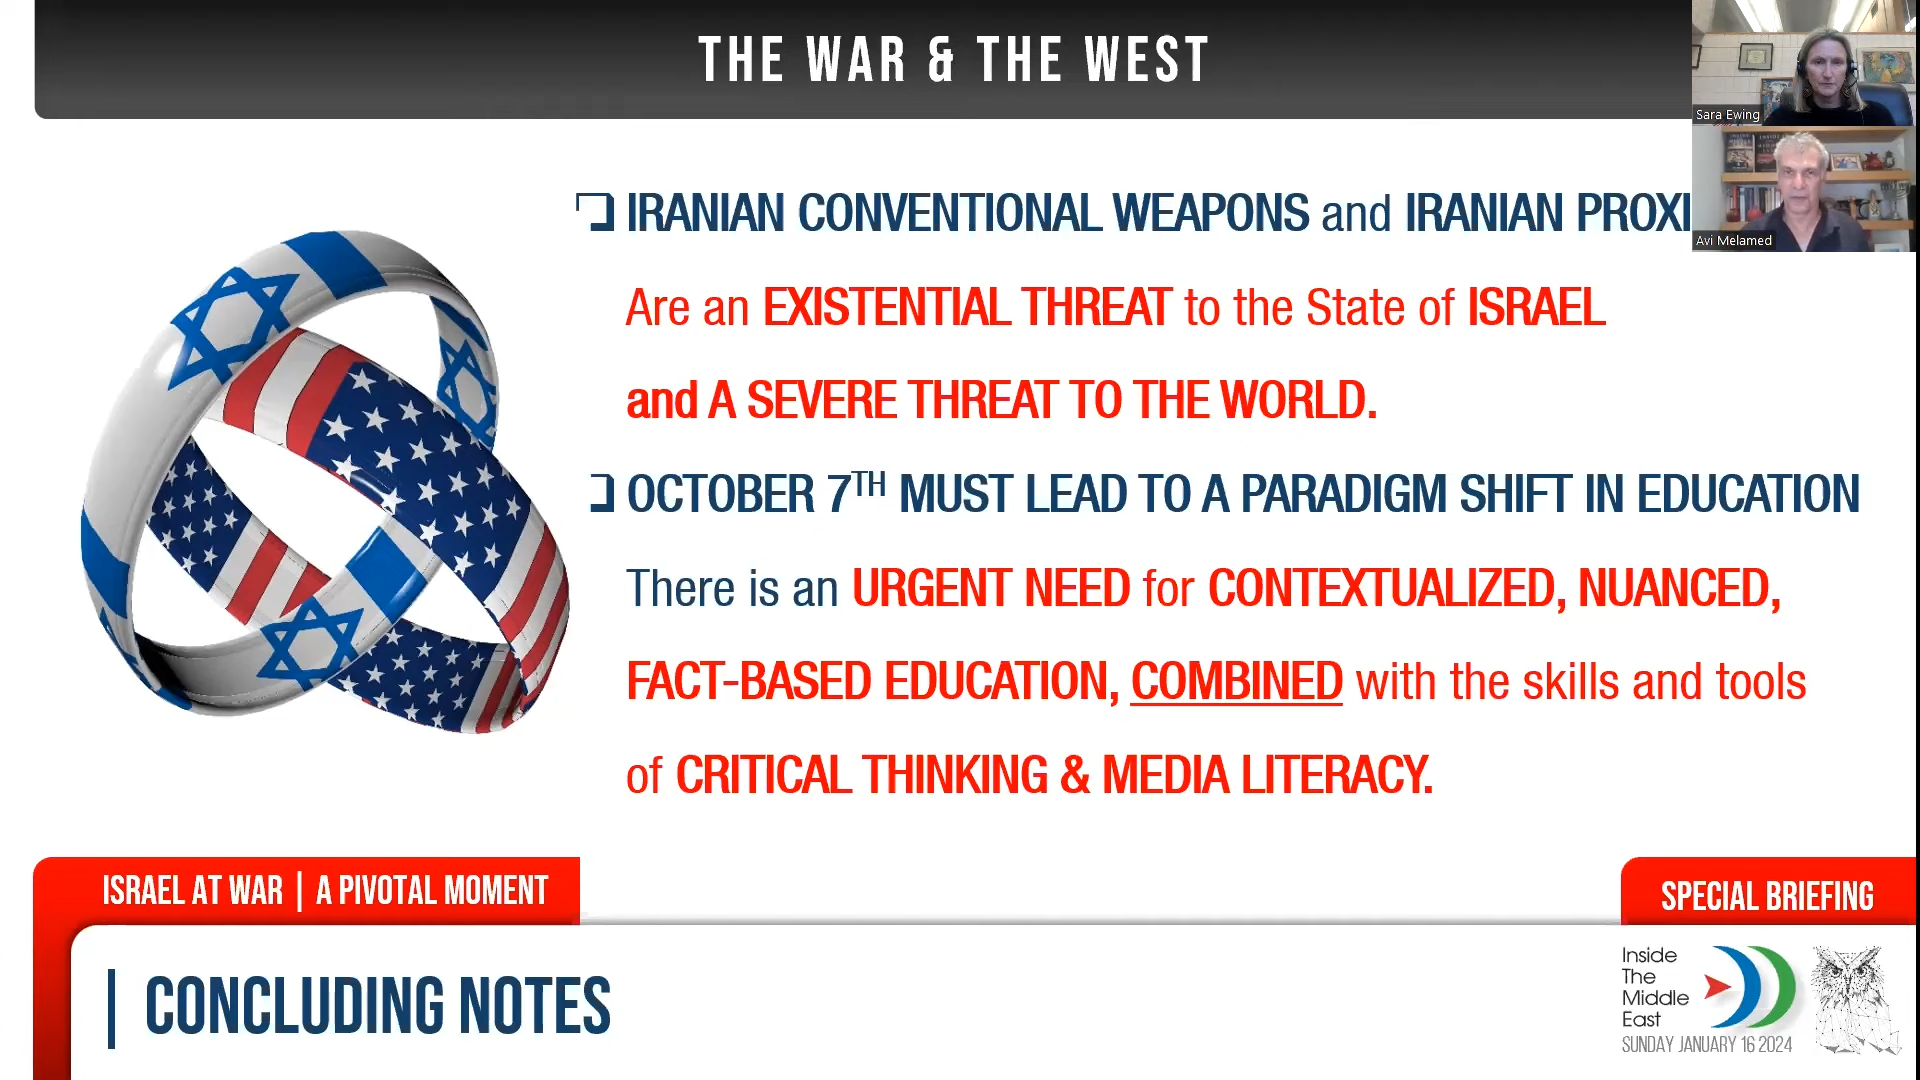 THE WAR & THE WEST
Sara Ewing
Avi Melamed
IRANIAN CONVENTIONAL WEAPONS and IRANIAN PROXI
Are an EXISTENTIAL THREAT to the State of ISRAEL
and A SEVERE THREAT TO THE WORLD.
OCTOBER 7TH MUST LEAD TO A PARADIGM SHIFT IN EDUCATION
There is an URGENT NEED for CONTEXTUALIZED, NUANCED,
FACT-BASED EDUCATION, COMBINED with the skills and tools
of CRITICAL THINKING & MEDIA LITERACY.
ISRAEL AT WAR | A PIVOTAL MOMENT
SPECIAL BRIEFING
CONCLUDING NOTES
Inside
The
Middle
East
SUNDAY JANUARY 16 2024